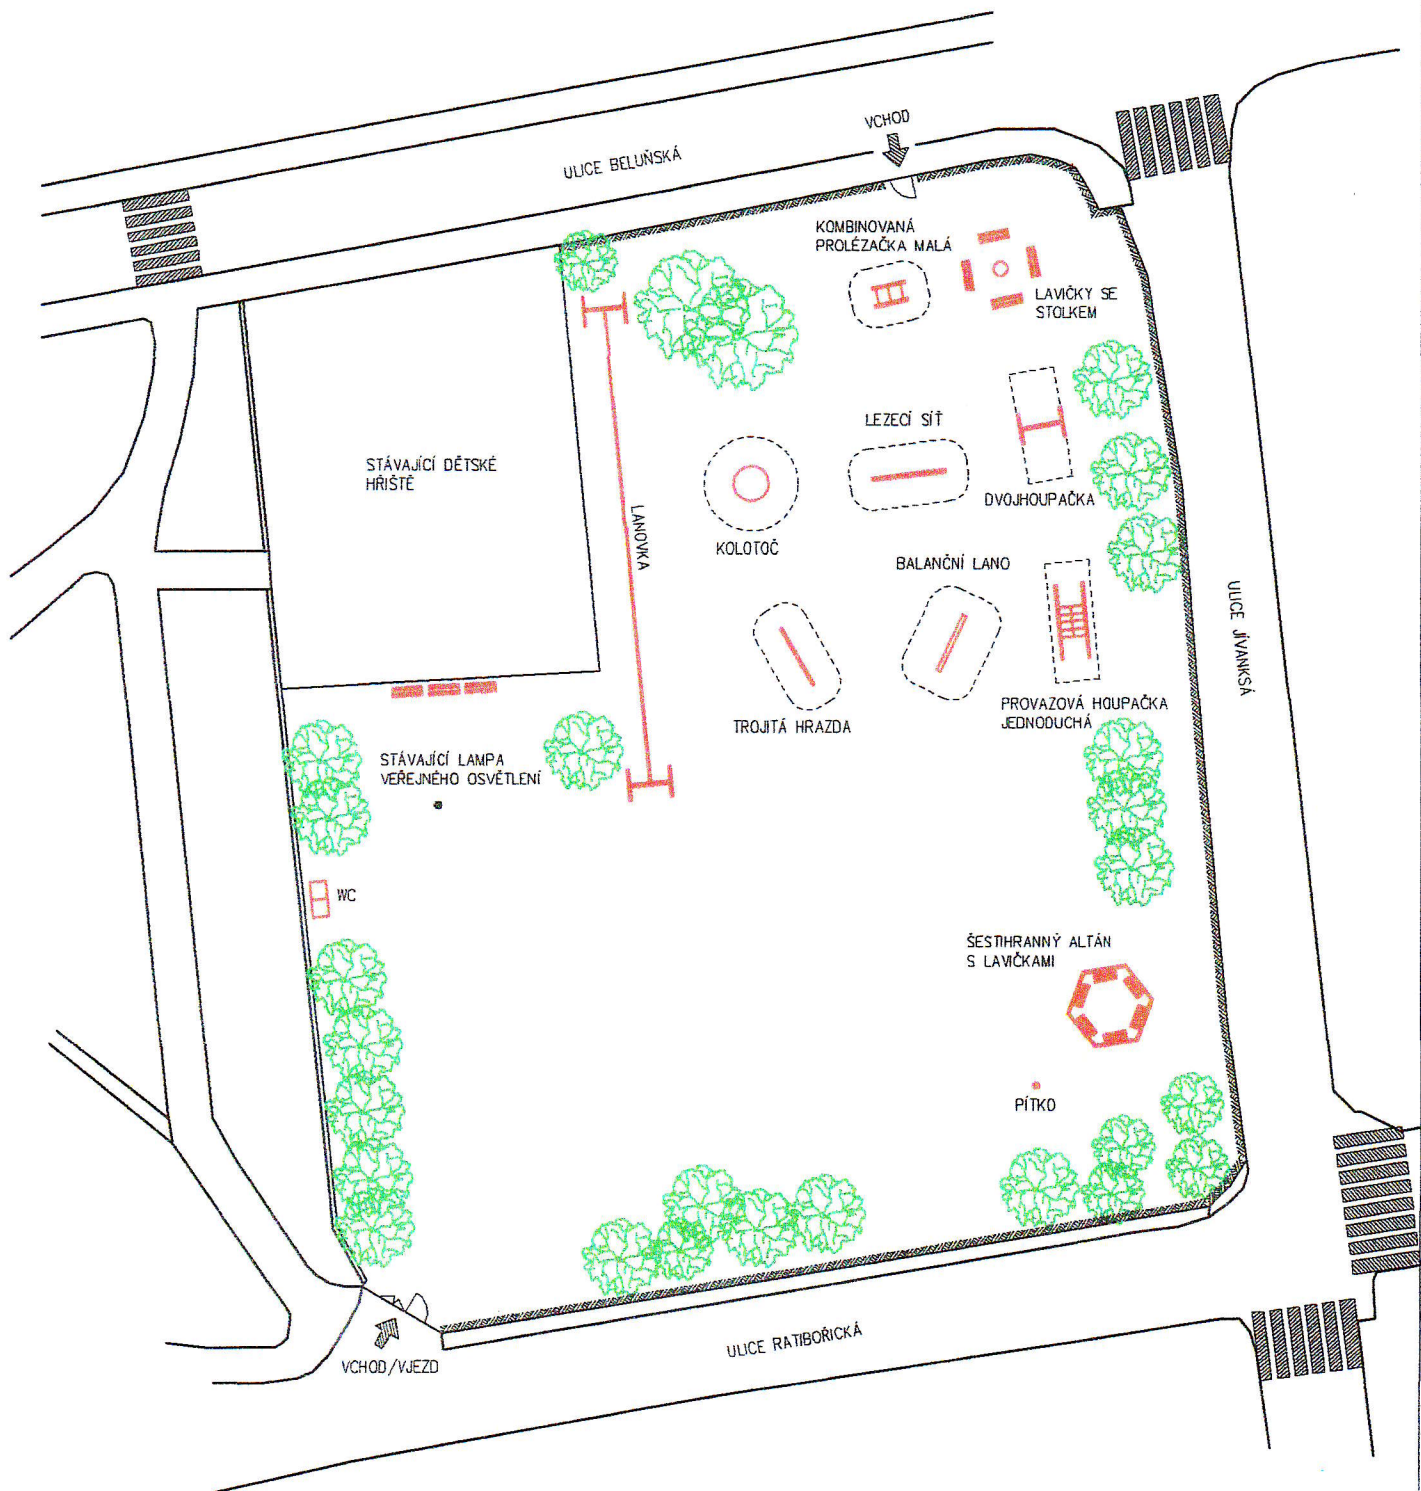 VCHOD
ULICE BELUŇSKÁ
KOMBINOVANÁ
PROLÉZAČKA MALÁ
LAVIČKY SE
STOLKEM
LEZECÍ SÍŤ
STÁVAJÍCÍ DĚTSKÉ
HŘIŠTĚ
DVOJHOUPAČKA
LANOVKA
KOLOTOČ
BALANČNÍ LANO
ULICE JÍVANKSÁ
PROVAZOVÁ HOUPAČKA
JEDNODUCHÁ
TROJITÁ HRAZDA
STÁVAJÍCÍ LAMPA
VEŘEJNÉHO OSVĚTLENÍ
WC
ŠESTIHRANNÝ ALTÁN
S LAVIČKAMI
PÍTKO
ULICE RATIBOŘICKÁ
VCHOD/VJEZD